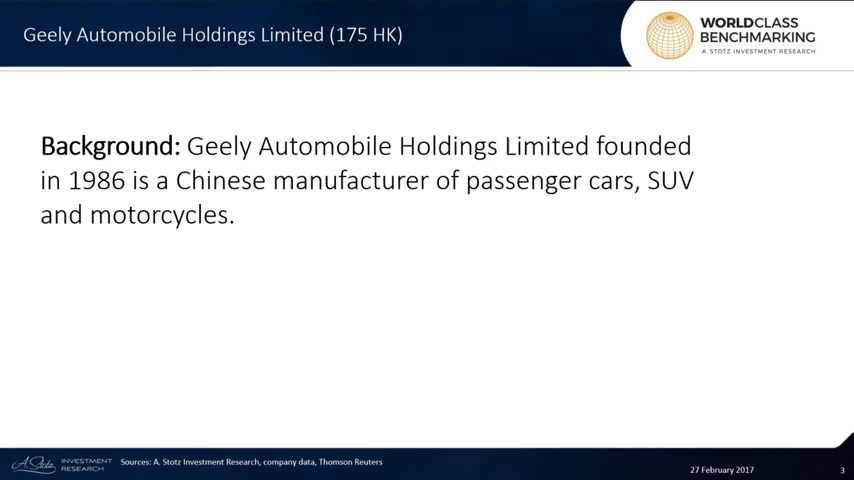 Geely Automobile Holdings Limited (175 HK)
WORLDCLASS
BENCHMARKING
A. STOTZ INVESTMENT RESEARCH
Background: Geely Automobile Holdings Limited founded
in 1986 is a Chinese manufacturer of passenger cars, SUV
and motorcycles.
A. Stotz
INVESTMENT
RESEARCH
Sources: A. Stotz Investment Research, company data, Thomson Reuters
27 February 2017
3